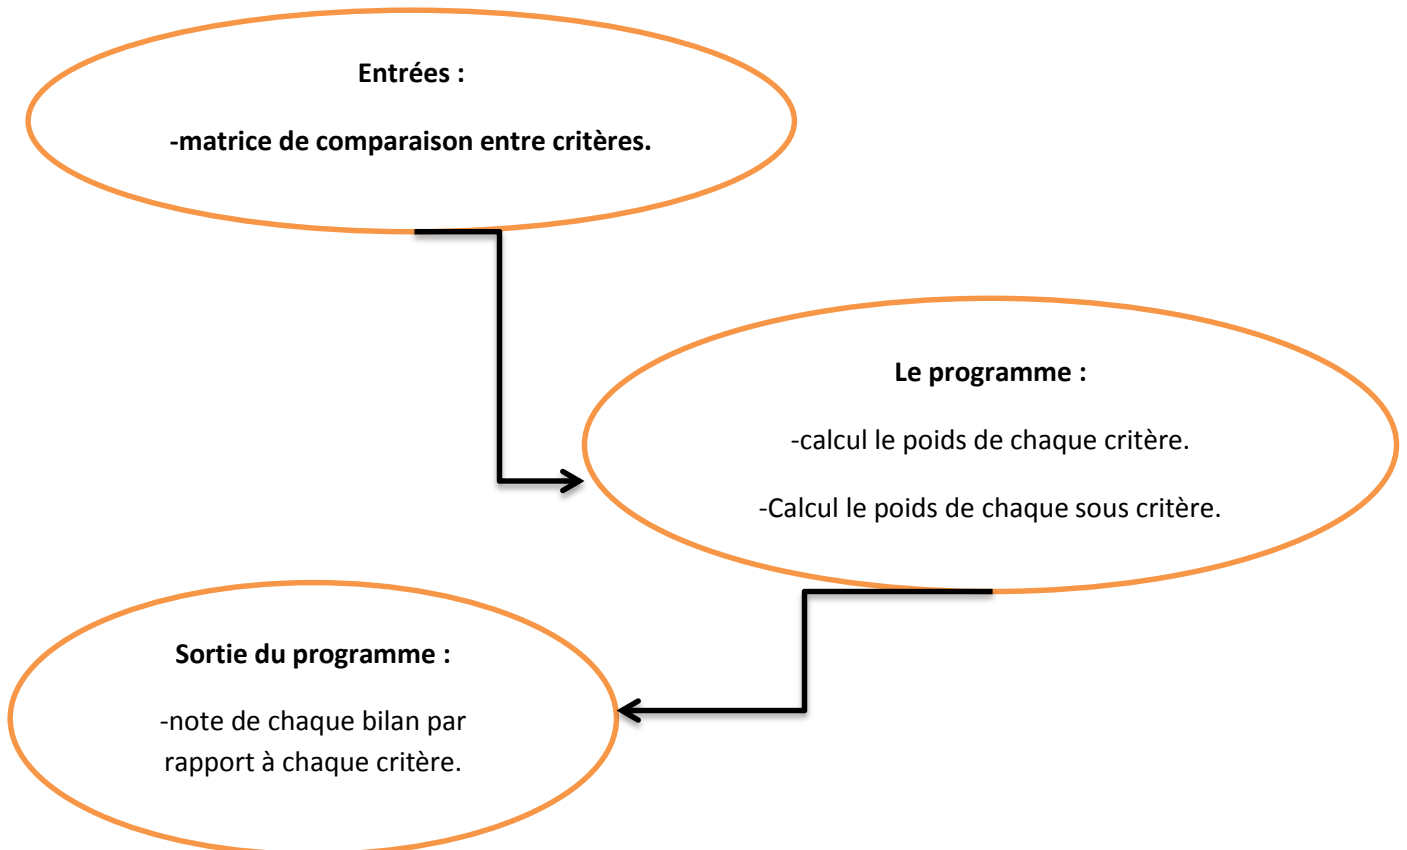 Entrées :
-matrice de comparaison entre critères.
Le programme :
-calcul le poids de chaque critère.
-Calcul le poids de chaque sous critère.
Sortie du programme :
-note de chaque bilan par
rapport à chaque critère.